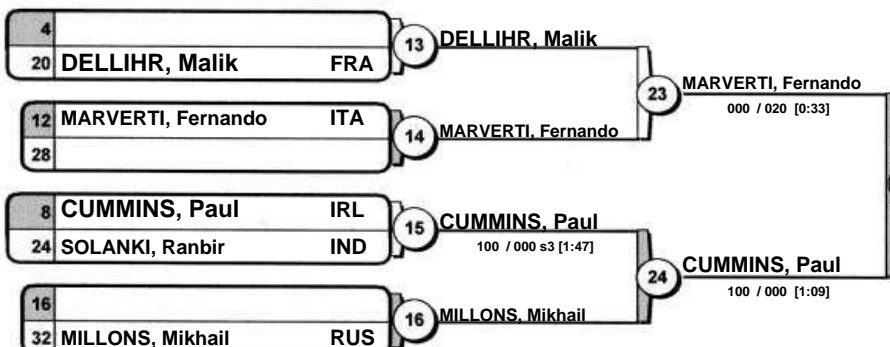 4
20 DELLIHR, Malik FRA
13 DELLIHR, Malik
12 MARVERTI, Fernando ITA
28
14 MARVERTI, Fernando
23 MARVERTI, Fernando
000 / 020 [0:33]
8 CUMMINS, Paul IRL
24 SOLANKI, Ranbir IND
15 CUMMINS, Paul
100 / 000 s3 [1:47]
16
32 MILLONS, Mikhail RUS
16 MILLONS, Mikhail
24 CUMMINS, Paul
100 / 000 [1:09]